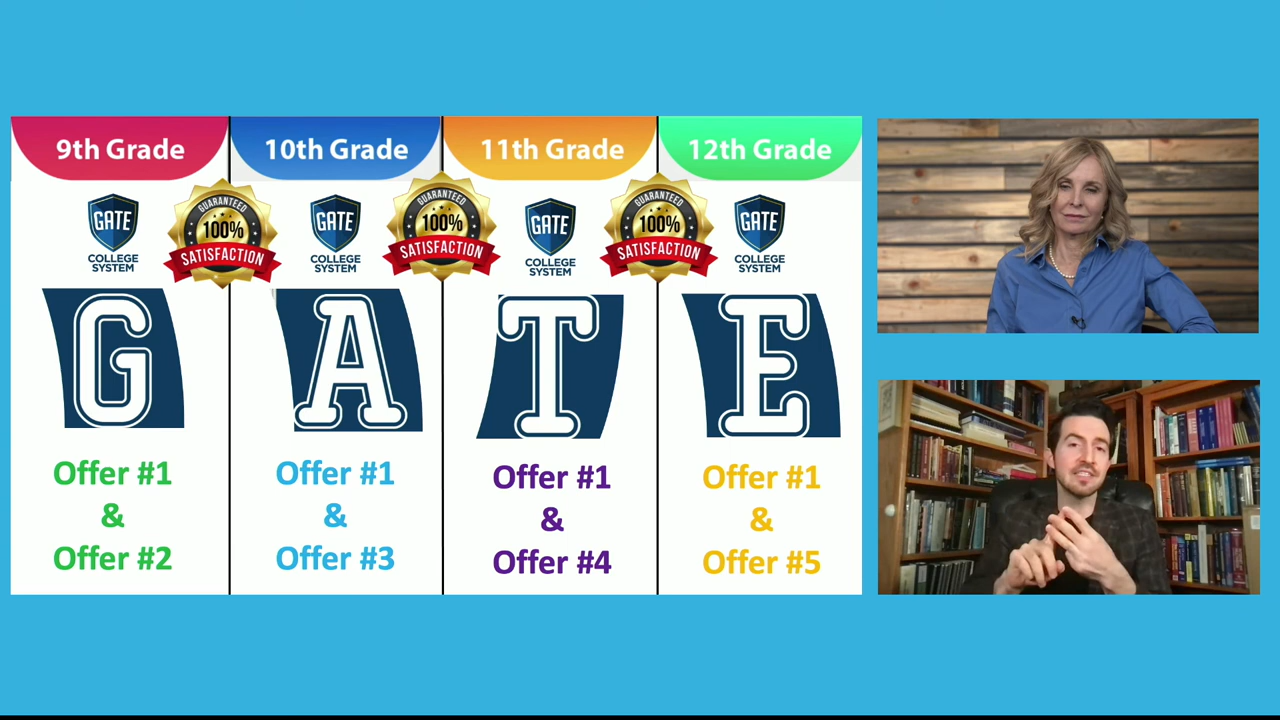 9th Grade
10th Grade
11th Grade
12th Grade
GATE
COLLEGE
SYSTEM
GUARANTEED
100%
SATISFACTION
GATE
COLLEGE
SYSTEM
GUARANTEED
100%
SATISFACTION
GATE
COLLEGE
SYSTEM
GUARANTEED
100%
SATISFACTION
GATE
COLLEGE
SYSTEM
G
A
T
E
Offer #1
&
Offer #2
Offer #1
&
Offer #3
Offer #1
&
Offer #4
Offer #1
&
Offer #5